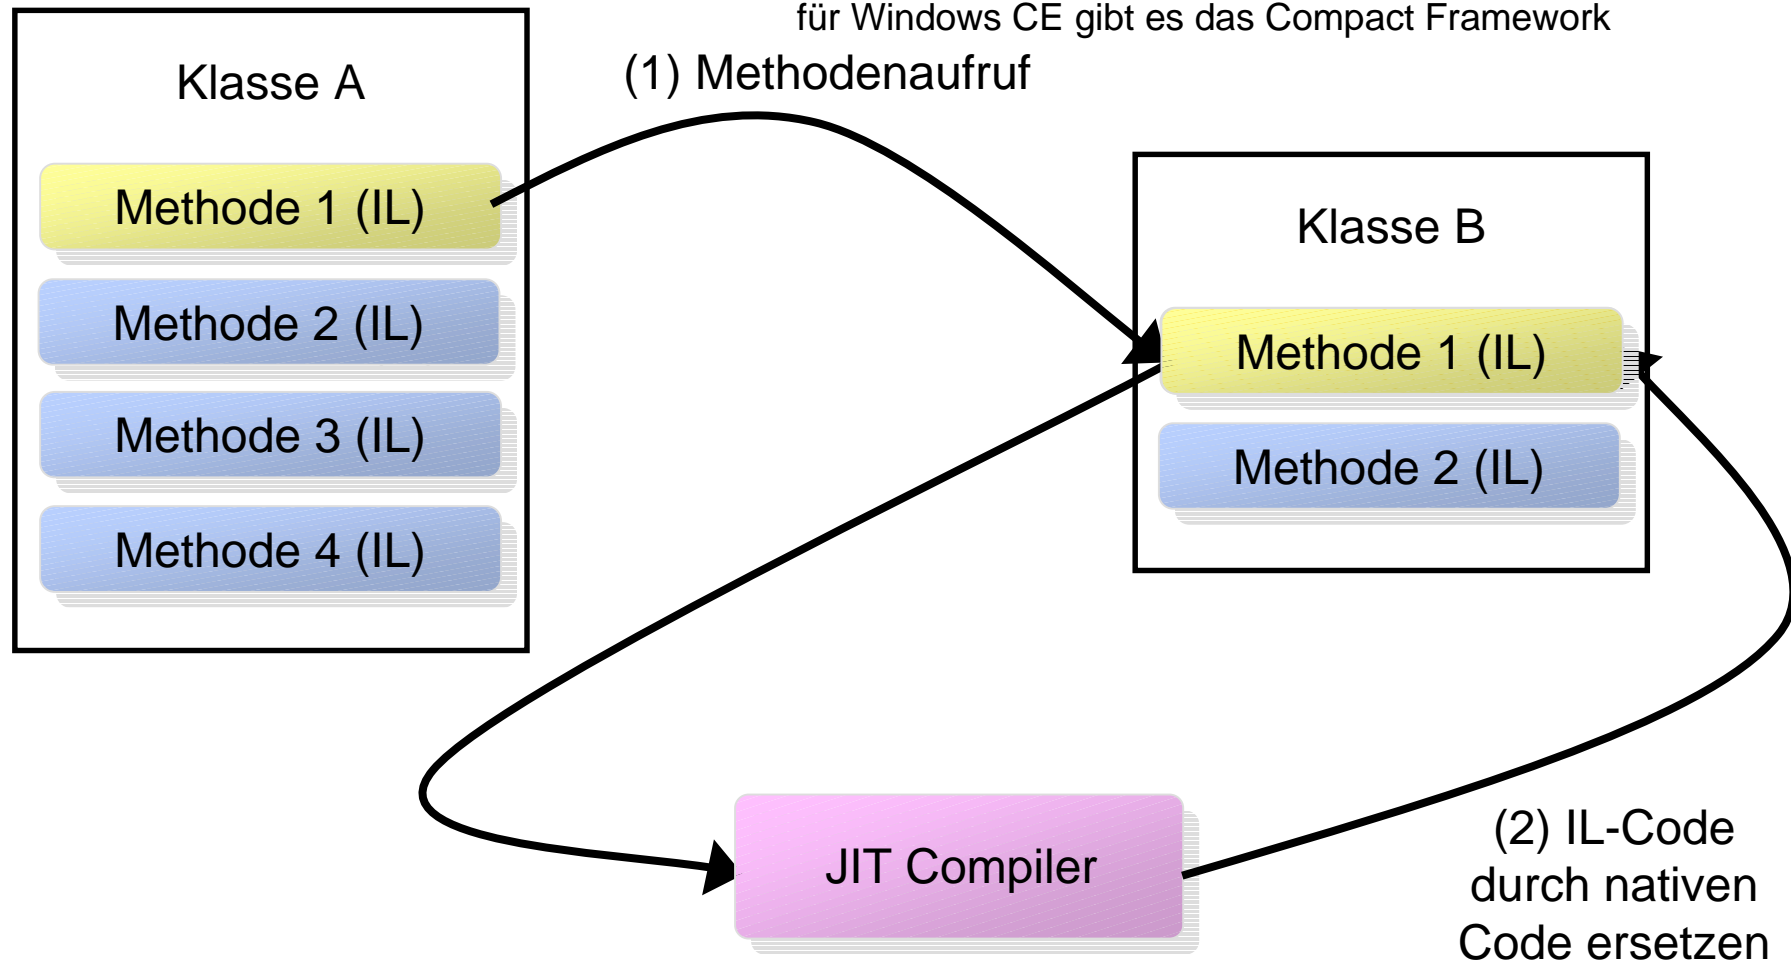 für Windows CE gibt es das Compact Framework
(1) Methodenaufruf
Klasse A
Methode 1 (IL)
Methode 2 (IL)
Methode 3 (IL)
Methode 4 (IL)
Klasse B
Methode 1 (IL)
Methode 2 (IL)
JIT Compiler
(2) IL-Code
durch nativen
Code ersetzen